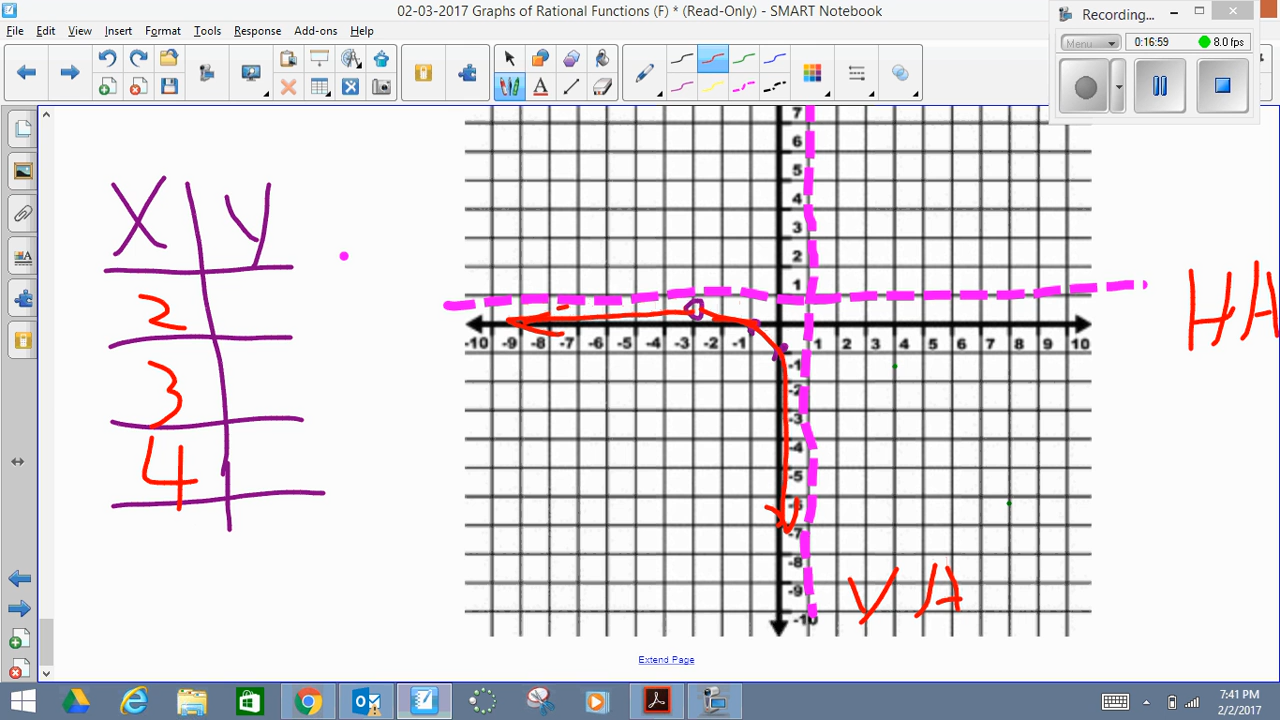 02-03-2017 Graphs of Rational Functions (F) * (Read-Only) - SMART Notebook
Recording...
File Edit View Insert Format Tools Response Add-ons Help
Menu
0:16:59
8.0 fps
X y
2
3
4
7
6
5
4
3
2
1
HA
-10 -9 -8 -7 -6 -5 -4 -3 -2 -1 1 2 3 4 5 6 7 8 9 10
-1
-2
-3
-4
-5
-6
-7
-8
-9
-10
VA
Extend Page
7:41 PM
2/2/2017